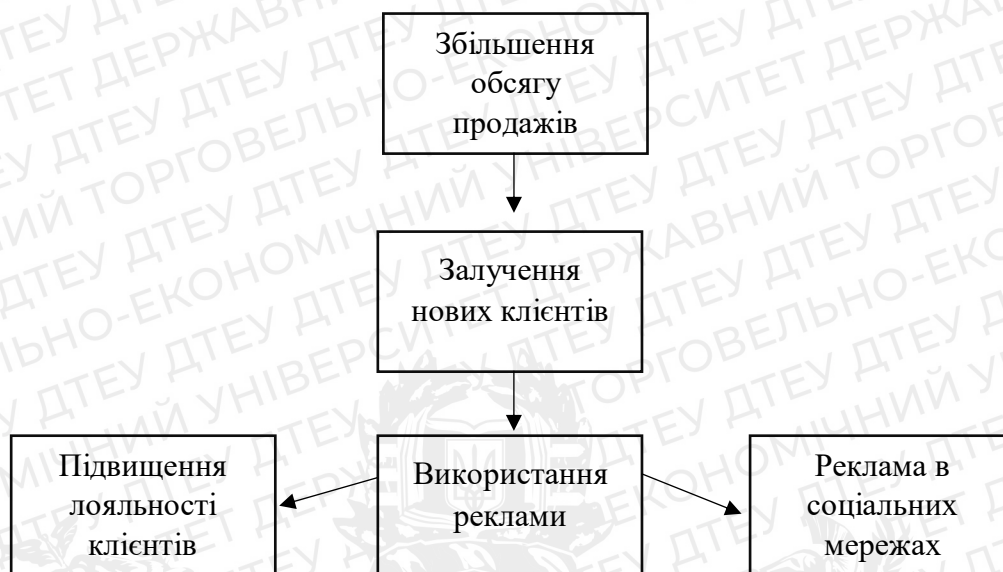 Збільшення
обсягу
продажів
Залучення
нових клієнтів
Підвищення
лояльності
клієнтів
Використання
реклами
Реклама в
соціальних
мережах